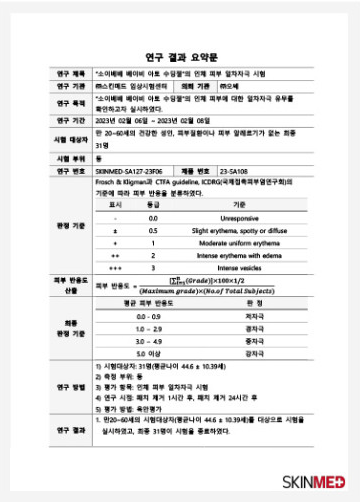 연구 결과 요약문
연구 제목 "소이베베 베이비 아토 수딩젤"의 인체 피부 일차자극 시험
연구 기관 ㈜스킨메드 임상시험센터 의뢰 기관 ㈜오쎄
연구 목적 "소이베베 베이비 아토 수딩젤"의 인체 피부에 대한 일차자극 유무를
확인하고자 실시하였다.
연구 기간 2023년 02월 06일 ~ 2023년 02월 08일
시험 대상자 만 20~60세의 건강한 성인, 피부질환이나 피부 알레르기가 없는 최종
31명
시험 부위 등
연구 번호 SKINMED-SA127-23F06 제품 번호 23-SA108
판정 기준 Frosch & Kligman과 CTFA guideline, ICDRG(국제접촉피부염연구회)의
기준에 따라 피부 반응을 분류하였다.
표시 등급 기준
- 0.0 Unresponsive
± 0.5 Slight erythema, spotty or diffuse
+ 1 Moderate uniform erythema
++ 2 Intense erythema with edema
+++ 3 Intense vesicles
피부 반응도
산출
피부 반응도 = [∑ⁿᵢ₌₁(Grade)]×100×1/2
(Maximum grade)×(No.of Total Subjects)
최종
판정 기준
평균 피부 반응도 판 정
0.0 - 0.9 저자극
1.0 – 2.9 경자극
3.0 – 4.9 중자극
5.0 이상 강자극
연구 방법
1) 시험대상자: 31명(평균나이 44.6 ± 10.39세)
2) 측정 부위: 등
3) 평가 항목: 인체 피부 일차자극 시험
4) 연구 시점: 패치 제거 1시간 후, 패치 제거 24시간 후
5) 평가 방법: 육안평가
연구 결과 1. 만20~60세의 시험대상자(평균나이 44.6 ± 10.39세)를 대상으로 시험을
실시하였고, 최종 31명이 시험을 종료하였다.
SKINMED